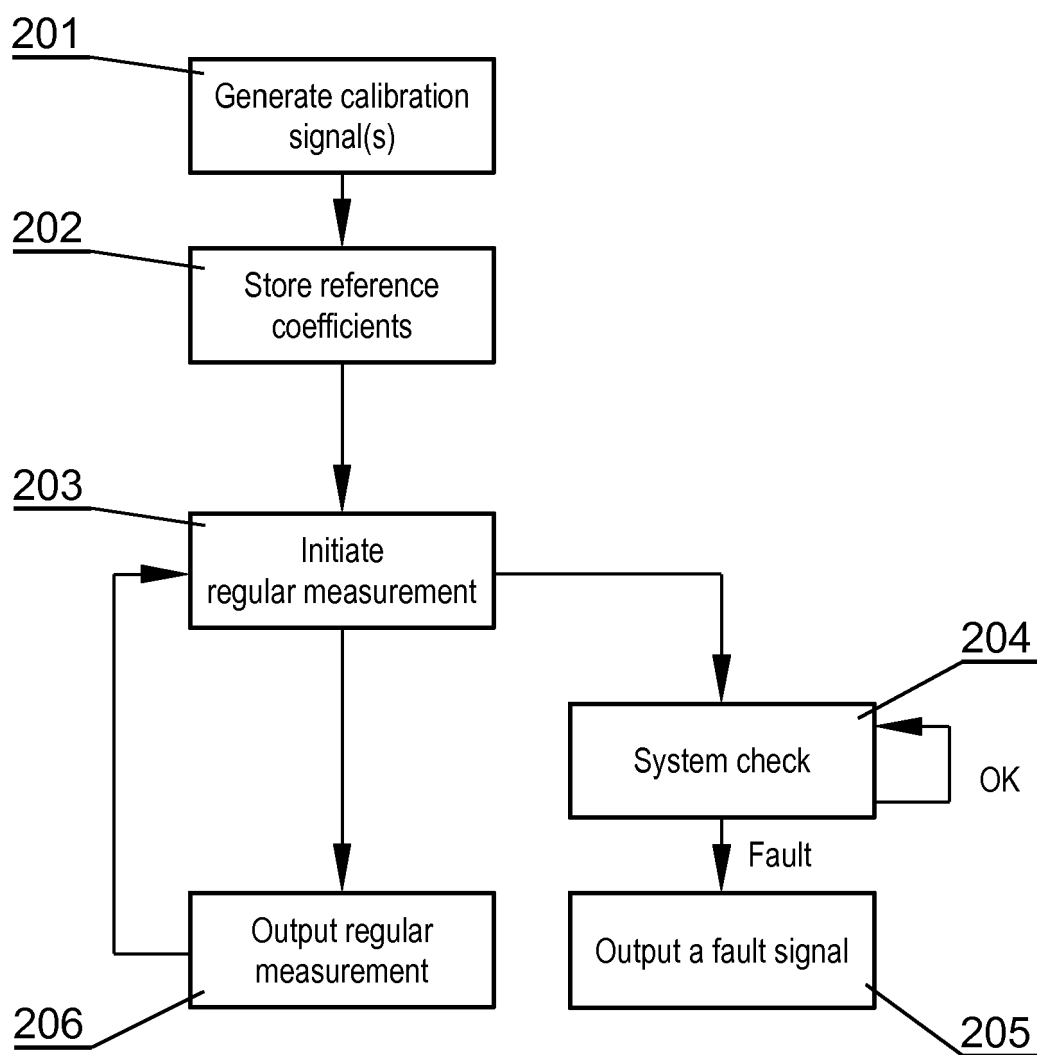 201
Generate calibration
signal(s)
202
Store reference
coefficients
203
Initiate
regular measurement
204
System check
OK
Fault
Output regular
measurement
Output a fault signal
206
205